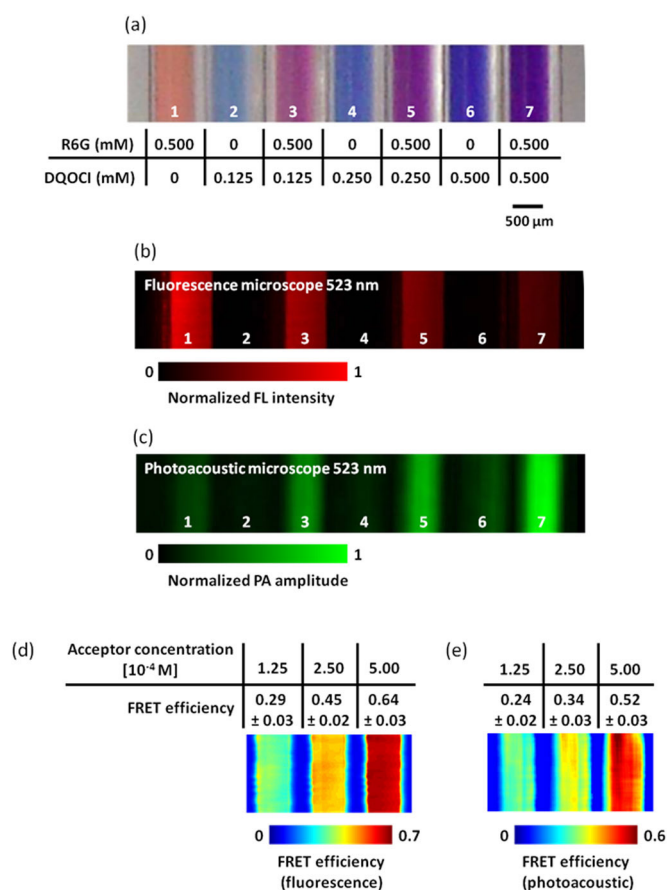 (a)
1 2 3 4 5 6 7
R6G (mM) 0.500 0 0.500 0 0.500 0 0.500
DQOCI (mM) 0 0.125 0.125 0.250 0.250 0.500 0.500
500 µm
(b)
Fluorescence microscope 523 nm
1 2 3 4 5 6 7
0 1
Normalized FL intensity
(c)
Photoacoustic microscope 523 nm
1 2 3 4 5 6 7
0 1
Normalized PA amplitude
(d)
Acceptor concentration
[10⁻⁴ M] 1.25 2.50 5.00
FRET efficiency 0.29 0.45 0.64
± 0.03 ± 0.02 ± 0.03
0 0.7
FRET efficiency
(fluorescence)
(e)
1.25 2.50 5.00
0.24 0.34 0.52
± 0.02 ± 0.03 ± 0.03
0 0.6
FRET efficiency
(photoacoustic)